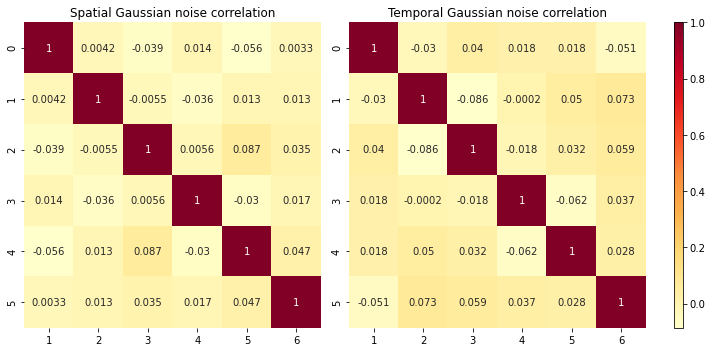 Spatial Gaussian noise correlation
0 1 0.0042 -0.039 0.014 -0.056 0.0033
1 0.0042 1 -0.0055 -0.036 0.013 0.013
2 -0.039 -0.0055 1 0.0056 0.087 0.035
3 0.014 -0.036 0.0056 1 -0.03 0.017
4 -0.056 0.013 0.087 -0.03 1 0.047
5 0.0033 0.013 0.035 0.017 0.047 1
1 2 3 4 5 6
Temporal Gaussian noise correlation
0 1 -0.03 0.04 0.018 0.018 -0.051
1 -0.03 1 -0.086 -0.0002 0.05 0.073
2 0.04 -0.086 1 -0.018 0.032 0.059
3 0.018 -0.0002 -0.018 1 -0.062 0.037
4 0.018 0.05 0.032 -0.062 1 0.028
5 -0.051 0.073 0.059 0.037 0.028 1
1 2 3 4 5 6
1.0
0.8
0.6
0.4
0.2
0.0